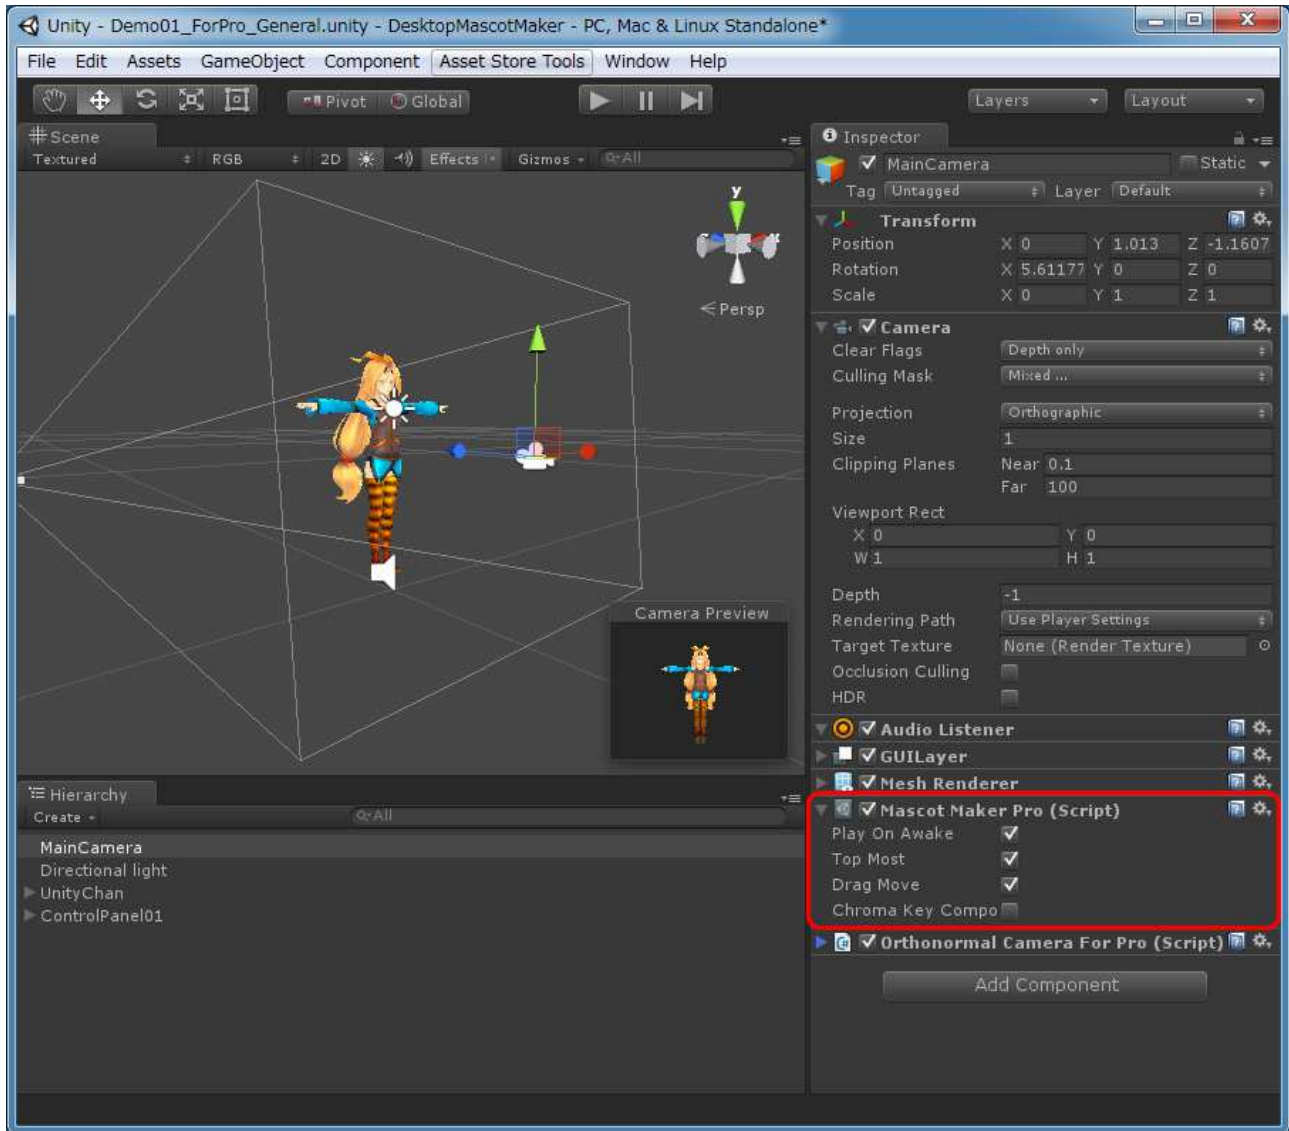 Unity - Demo01_ForPro_General.unity - DesktopMascotMaker - PC, Mac & Linux Standalone*
File Edit Assets GameObject Component Asset Store Tools Window Help
Pivot Global Layers Layout
Scene
Textured RGB 2D Effects Gizmos All
y
x
Persp
Camera Preview
Hierarchy
Create All
MainCamera
Directional light
UnityChan
ControlPanel01
Inspector
MainCamera Static
Tag Untagged Layer Default
Transform
Position X 0 Y 1.013 Z -1.1607
Rotation X 5.61177 Y 0 Z 0
Scale X 0 Y 1 Z 1
Camera
Clear Flags Depth only
Culling Mask Mixed ...
Projection Orthographic
Size 1
Clipping Planes Near 0.1
Far 100
Viewport Rect
X 0 Y 0
W 1 H 1
Depth -1
Rendering Path Use Player Settings
Target Texture None (Render Texture)
Occlusion Culling
HDR
Audio Listener
GUILayer
Mesh Renderer
Mascot Maker Pro (Script)
Play On Awake
Top Most
Drag Move
Chroma Key Compo
Orthonormal Camera For Pro (Script)
Add Component